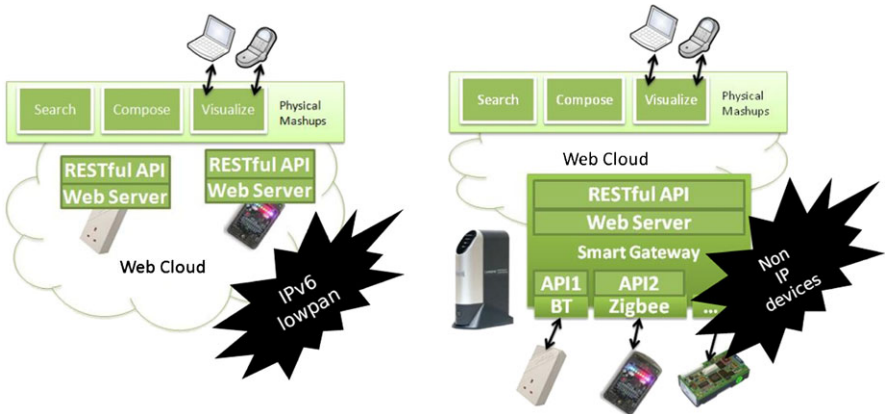 Search
Compose
Visualize
Physical
Mashups
RESTful API
Web Server
RESTful API
Web Server
Web Cloud
IPv6
lowpan
Search
Compose
Visualize
Physical
Mashups
Web Cloud
RESTful API
Web Server
Smart Gateway
API1
BT
API2
Zigbee
...
Non
IP
devices